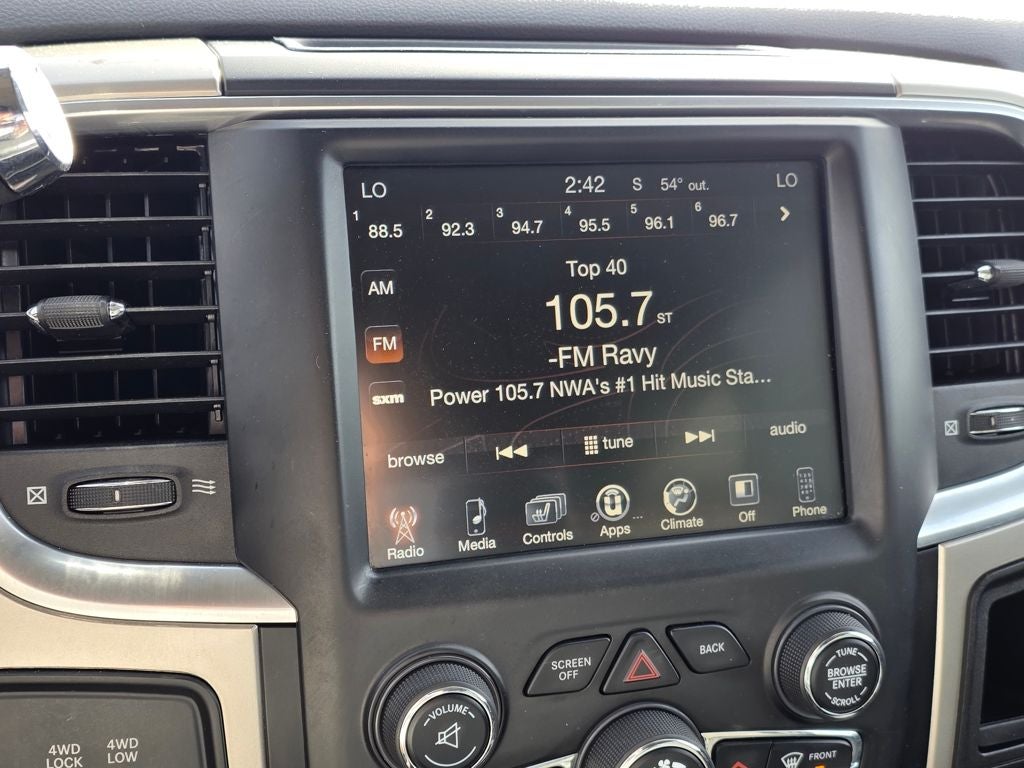 LO 2:42 S 54° out. LO
1 88.5 2 92.3 3 94.7 4 95.5 5 96.1 6 96.7
Top 40
AM
105.7 ST
FM
-FM Ravy
sxm
Power 105.7 NWA's #1 Hit Music Sta...
browse tune audio
Radio Media Controls Apps Climate Off Phone
SCREEN
OFF
BACK
VOLUME
TUNE
BROWSE
ENTER
SCROLL
4WD
LOCK
4WD
LOW
FRONT